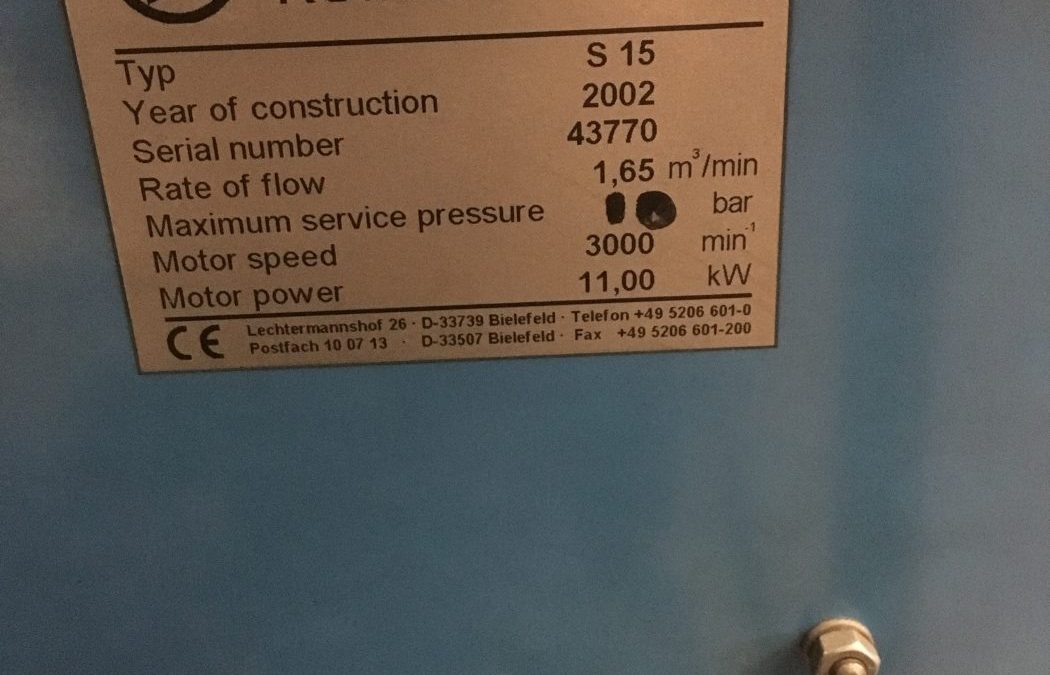 Typ S 15
Year of construction 2002
Serial number 43770
Rate of flow 1,65 m³/min
Maximum service pressure bar
Motor speed 3000 min⁻¹
Motor power 11,00 kW
CE Lechtermannshof 26 · D-33739 Bielefeld · Telefon +49 5206 601-0
Postfach 10 07 13 · D-33507 Bielefeld · Fax +49 5206 601-200